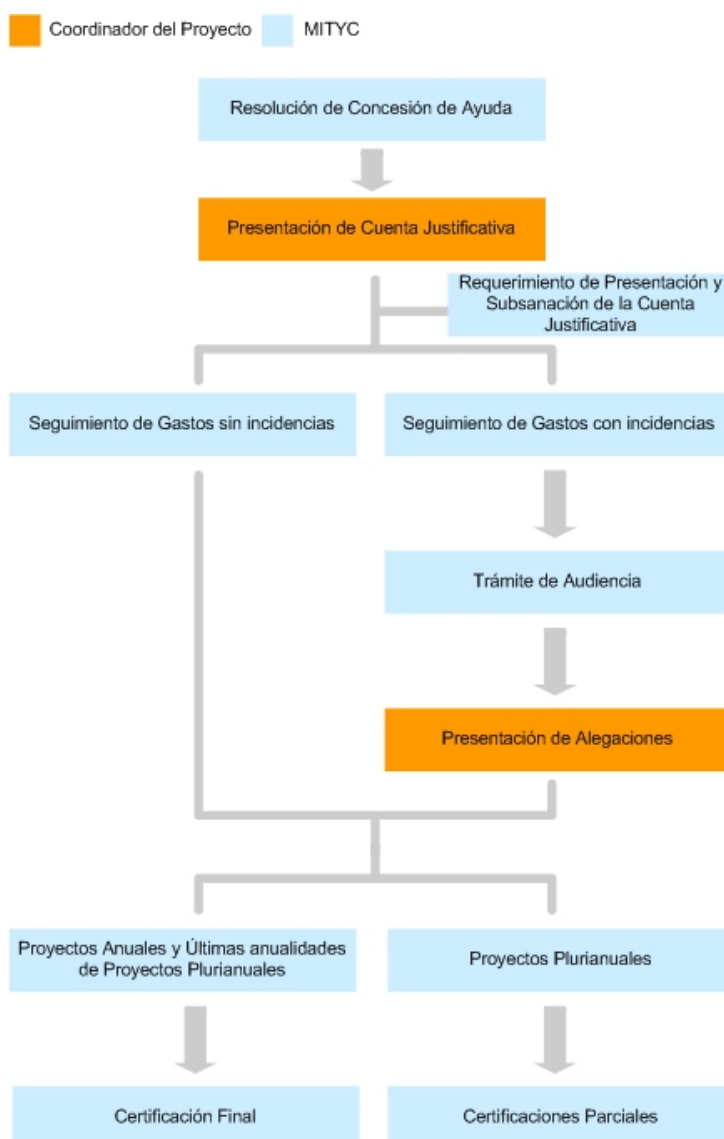 Coordinador del Proyecto MITYC
Resolución de Concesión de Ayuda
Presentación de Cuenta Justificativa
Requerimiento de Presentación y
Subsanación de la Cuenta
Justificativa
Seguimiento de Gastos sin incidencias
Seguimiento de Gastos con incidencias
Trámite de Audiencia
Presentación de Alegaciones
Proyectos Anuales y Últimas anualidades
de Proyectos Plurianuales
Proyectos Plurianuales
Certificación Final
Certificaciones Parciales